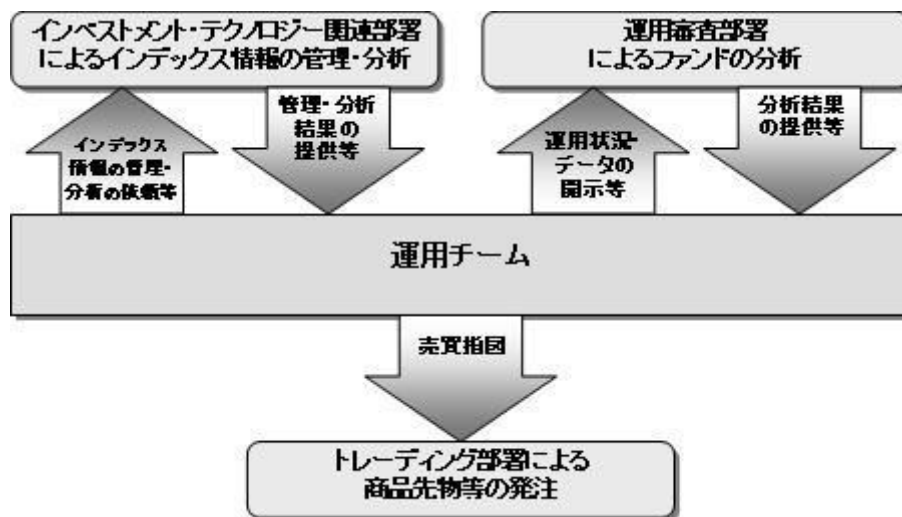 インベストメント・テクノロジー関連部署
によるインデックス情報の管理・分析
運用審査部署
によるファンドの分析
インデックス
情報の管理・
分析の依頼等
管理・分析
結果の
提供等
運用状況・
データの
開示等
分析結果
の提供等
運用チーム
売買指図
トレーディング部署による
商品先物等の発注